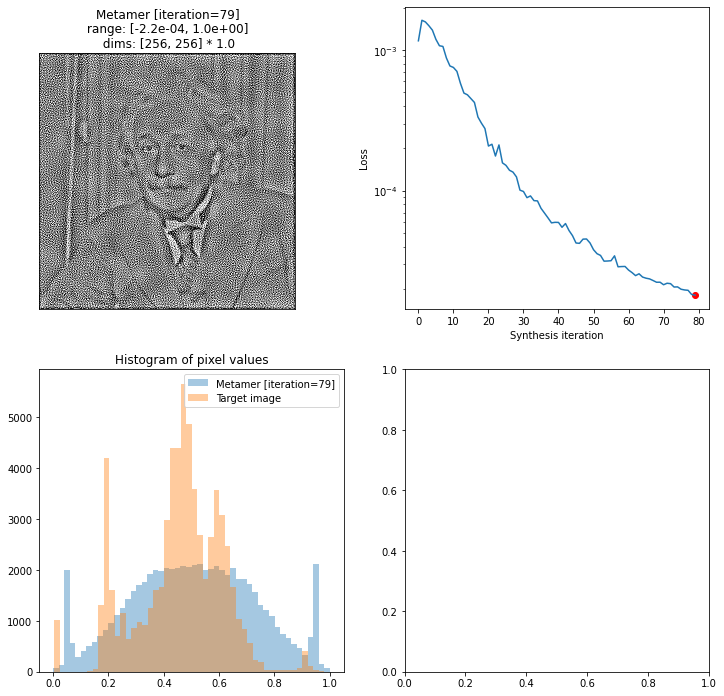 Metamer [iteration=79]
range: [-2.2e-04, 1.0e+00]
dims: [256, 256] * 1.0
10⁻³
10⁻⁴
Loss
0 10 20 30 40 50 60 70 80
Synthesis iteration
Histogram of pixel values
Metamer [iteration=79]
Target image
5000
4000
3000
2000
1000
0
0.0 0.2 0.4 0.6 0.8 1.0
1.0
0.8
0.6
0.4
0.2
0.0
0.0 0.2 0.4 0.6 0.8 1.0